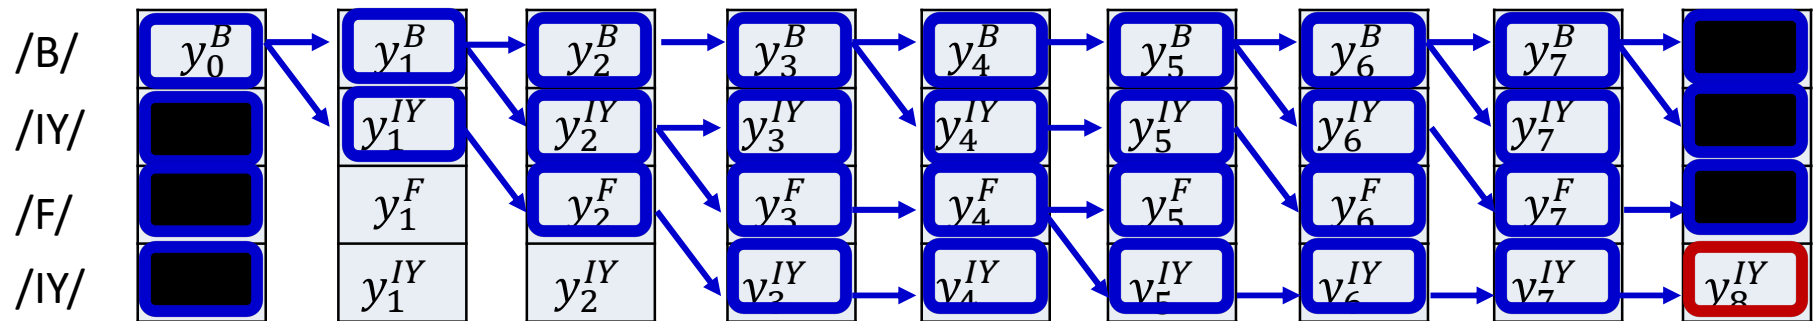 /B/ y_0^B y_1^B y_2^B y_3^B y_4^B y_5^B y_6^B y_7^B
/IY/ y_1^{IY} y_2^{IY} y_3^{IY} y_4^{IY} y_5^{IY} y_6^{IY} y_7^{IY}
/F/ y_1^F y_2^F y_3^F y_4^F y_5^F y_6^F y_7^F
/IY/ y_1^{IY} y_2^{IY} y_3^{IY} y_4^{IY} y_5^{IY} y_6^{IY} y_7^{IY} y_8^{IY}